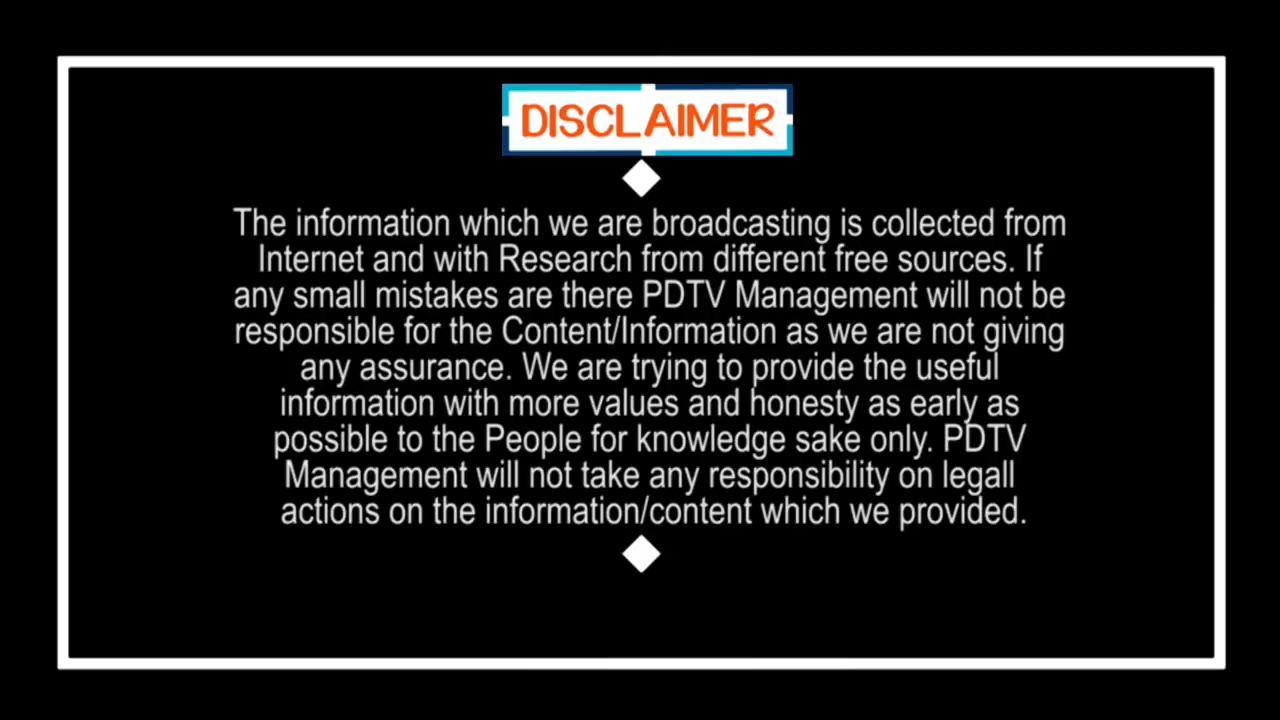 DISCLAIMER
The information which we are broadcasting is collected from
Internet and with Research from different free sources. If
any small mistakes are there PDTV Management will not be
responsible for the Content/Information as we are not giving
any assurance. We are trying to provide the useful
information with more values and honesty as early as
possible to the People for knowledge sake only. PDTV
Management will not take any responsibility on legall
actions on the information/content which we provided.